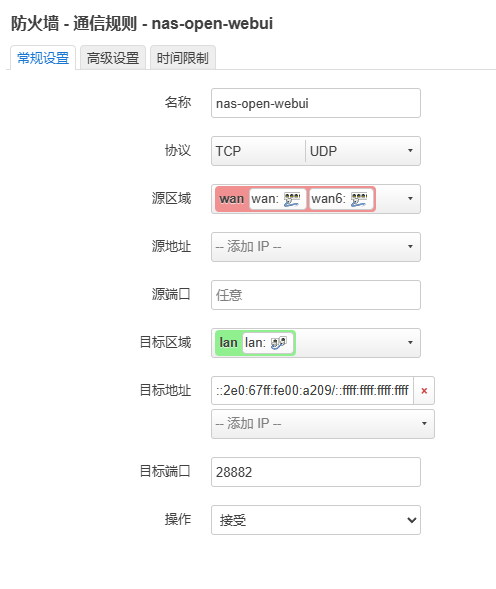 防火墙 - 通信规则 - nas-open-webui
常规设置 高级设置 时间限制
名称 nas-open-webui
协议 TCP UDP
源区域 wan wan: wan6:
源地址 -- 添加 IP --
源端口 任意
目标区域 lan lan:
目标地址 ::2e0:67ff:fe00:a209/::ffff:ffff:ffff:ffff ×
-- 添加 IP --
目标端口 28882
操作 接受